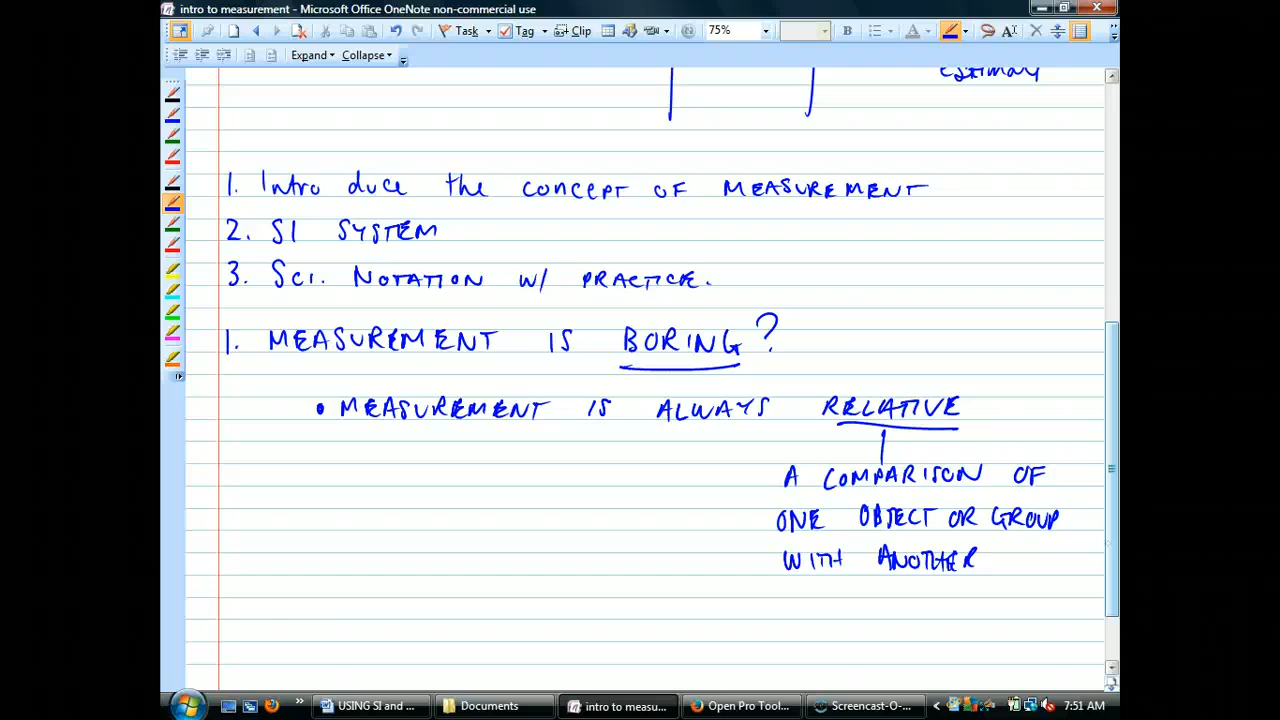 intro to measurement - Microsoft Office OneNote non-commercial use
Task Tag Clip 75% B A
Expand Collapse
1. Introduce the concept of MEASUREMENT
2. SI SYSTEM
3. Sci. NOTATION w/ PRACTICE.
1. MEASUREMENT IS BORING?
• MEASUREMENT IS ALWAYS RELATIVE
A COMPARISON OF
ONE OBJECT OR GROUP
WITH ANOTHER
USING SI and ... Documents intro to measu... Open Pro Tool... Screencast-O-... 7:51 AM